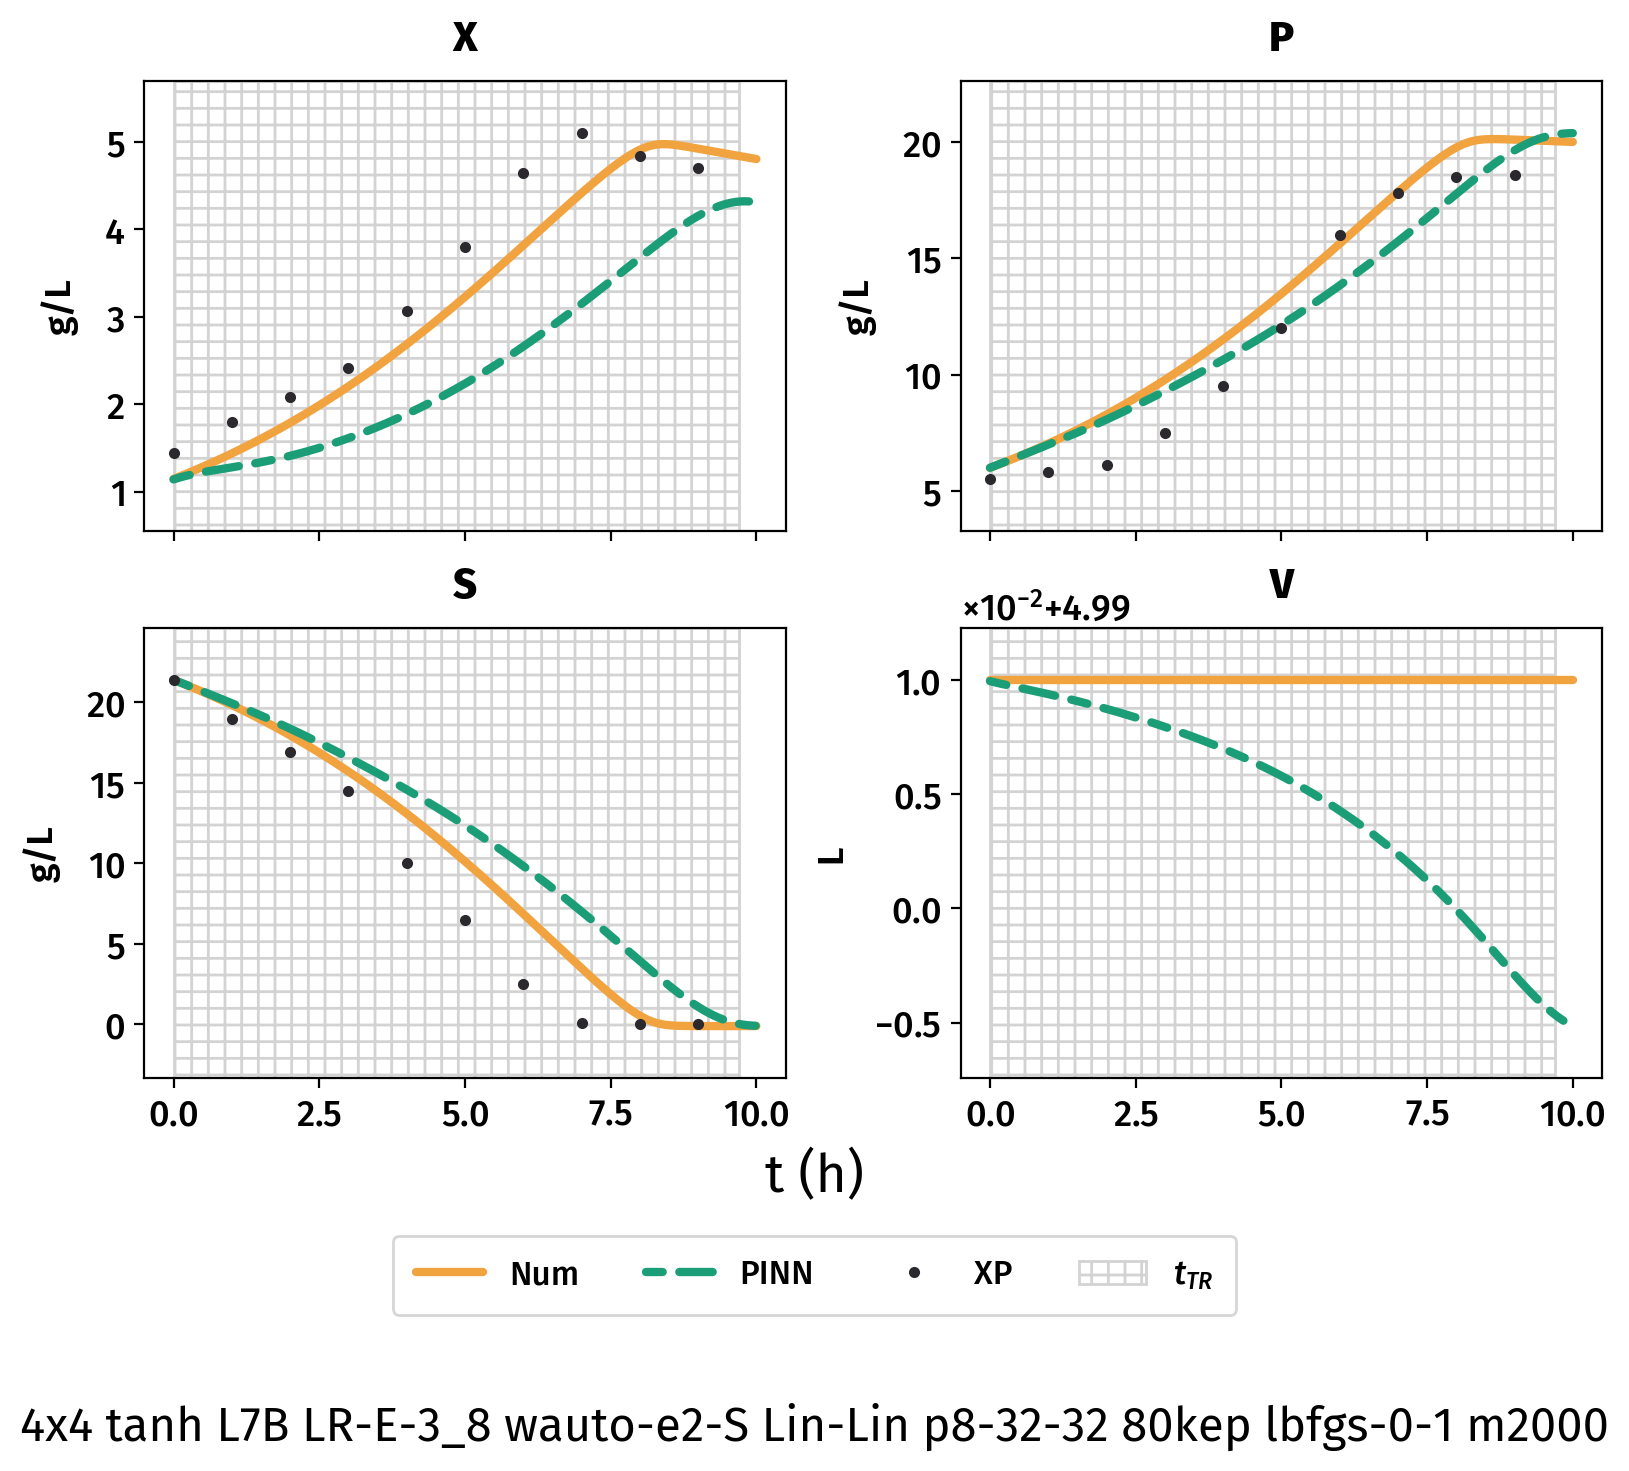 X
P
5
4
3
2
1
g/L
20
15
10
5
g/L
S
V
×10⁻²+4.99
20
15
10
5
0
g/L
1.0
0.5
0.0
−0.5
L
0.0 2.5 5.0 7.5 10.0
0.0 2.5 5.0 7.5 10.0
t (h)
Num PINN XP t_TR
4x4 tanh L7B LR-E-3_8 wauto-e2-S Lin-Lin p8-32-32 80kep lbfgs-0-1 m2000